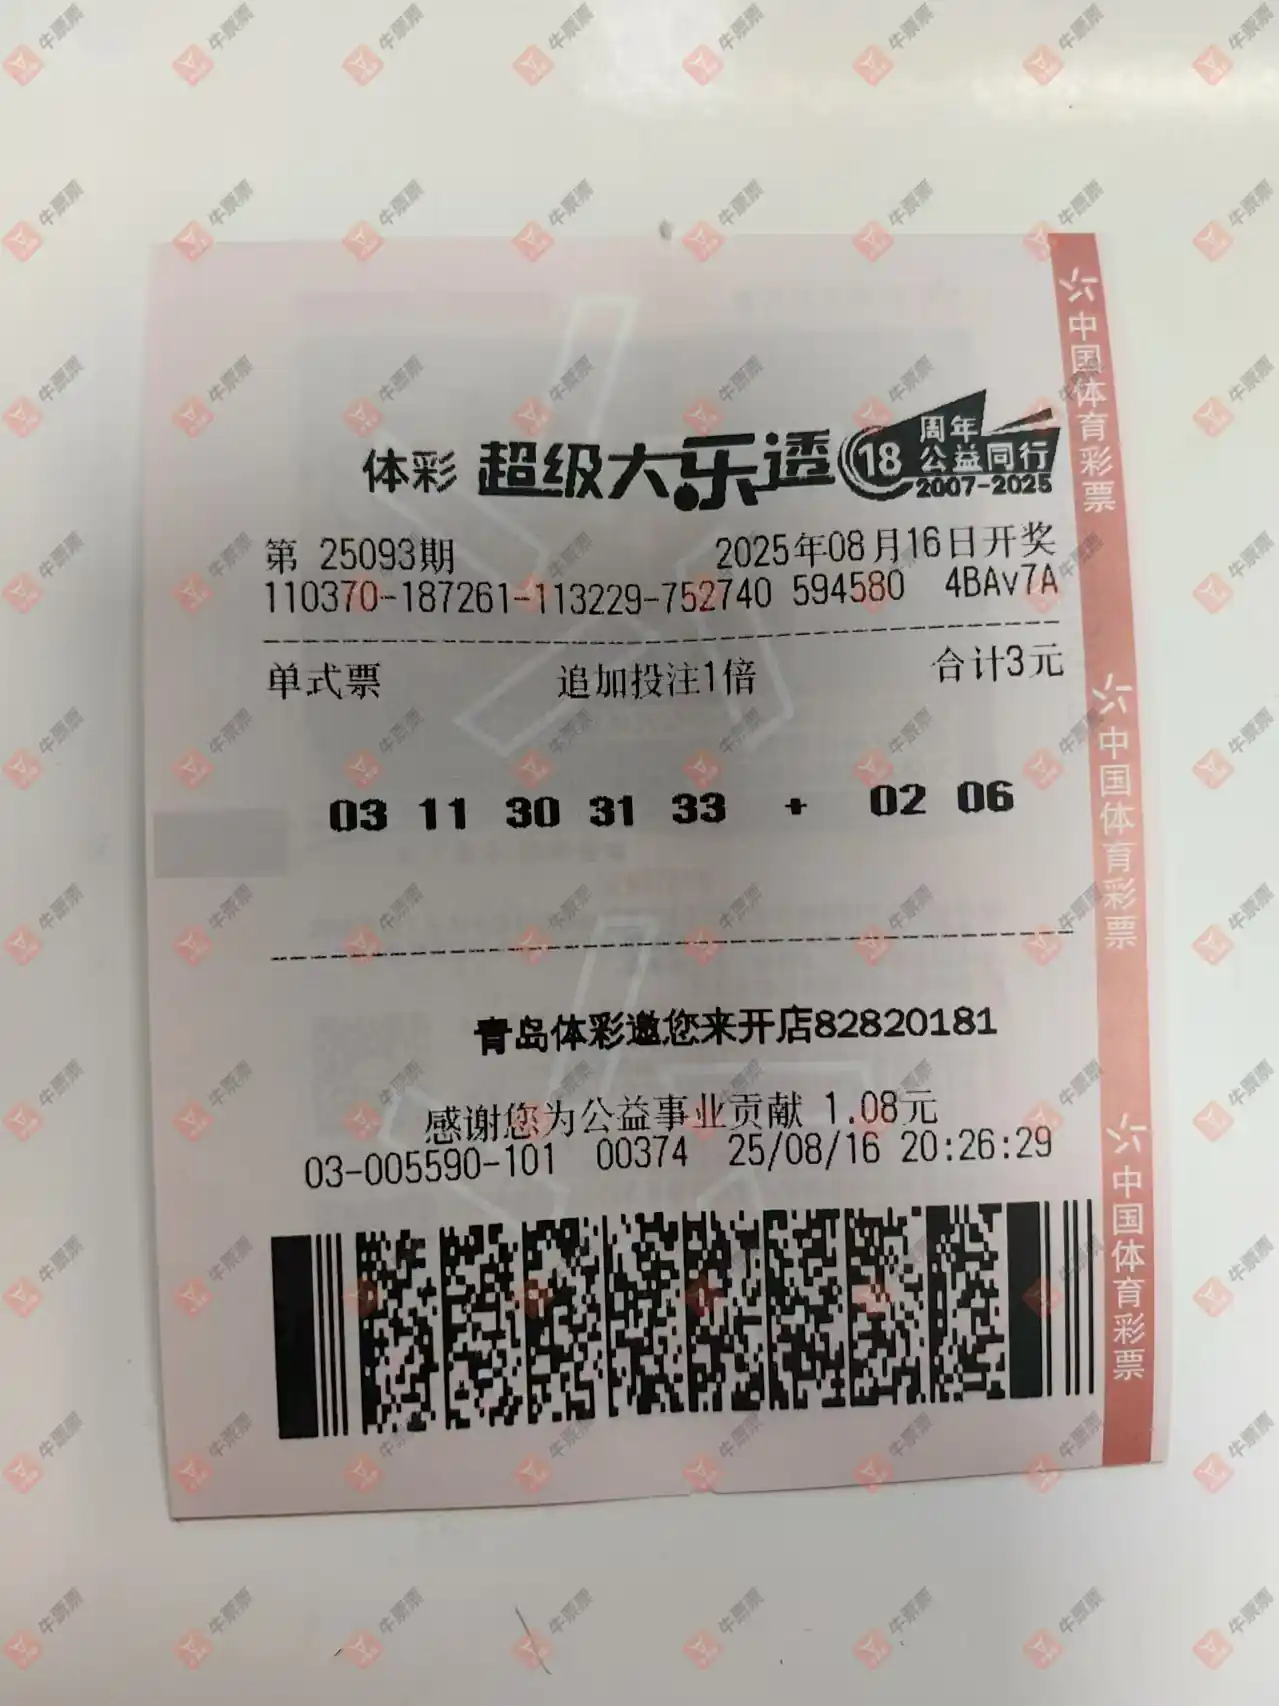 体彩 超级大乐透 18 周年 公益同行 2007-2025
第 25093期 2025年08月16日开奖
110370-187261-113229-752740 594580 4BAv7A
单式票 追加投注1倍 合计3元
03 11 30 31 33 + 02 06
青岛体彩邀您来开店82820181
感谢您为公益事业贡献 1.08元
03-005590-101 00374 25/08/16 20:26:29
中国体育彩票
中国体育彩票
中国体育彩票
牛票票